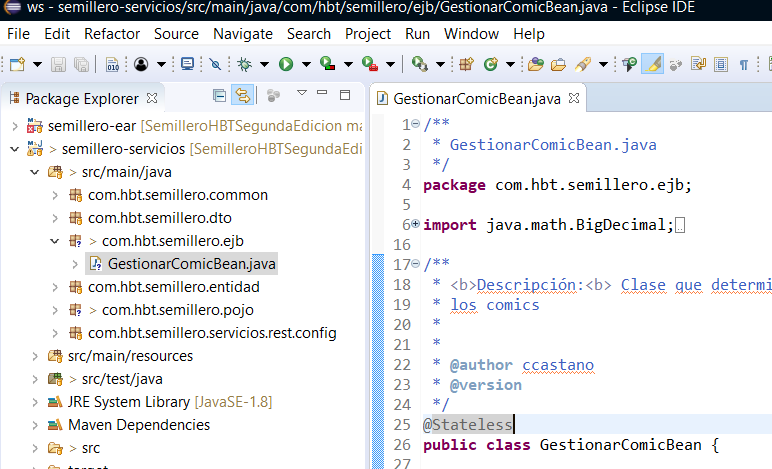 ws - semillero-servicios/src/main/java/com/hbt/semillero/ejb/GestionarComicBean.java - Eclipse IDE
File Edit Refactor Source Navigate Search Project Run Window Help
Package Explorer
semillero-ear [SemilleroHBTSegundaEdicion ma
> semillero-servicios [SemilleroHBTSegundaEdi
> src/main/java
com.hbt.semillero.common
com.hbt.semillero.dto
> com.hbt.semillero.ejb
GestionarComicBean.java
com.hbt.semillero.entidad
> com.hbt.semillero.pojo
com.hbt.semillero.servicios.rest.config
src/main/resources
> src/test/java
JRE System Library [JavaSE-1.8]
Maven Dependencies
> src
target
GestionarComicBean.java
1 /**
2 * GestionarComicBean.java
3 */
4 package com.hbt.semillero.ejb;
5
6 import java.math.BigDecimal;
16
17 /**
18 * <b>Descripción:<b> Clase que determi
19 * los comics
20 *
21 *
22 * @author ccastano
23 * @version
24 */
25 @Stateless
26 public class GestionarComicBean {
27